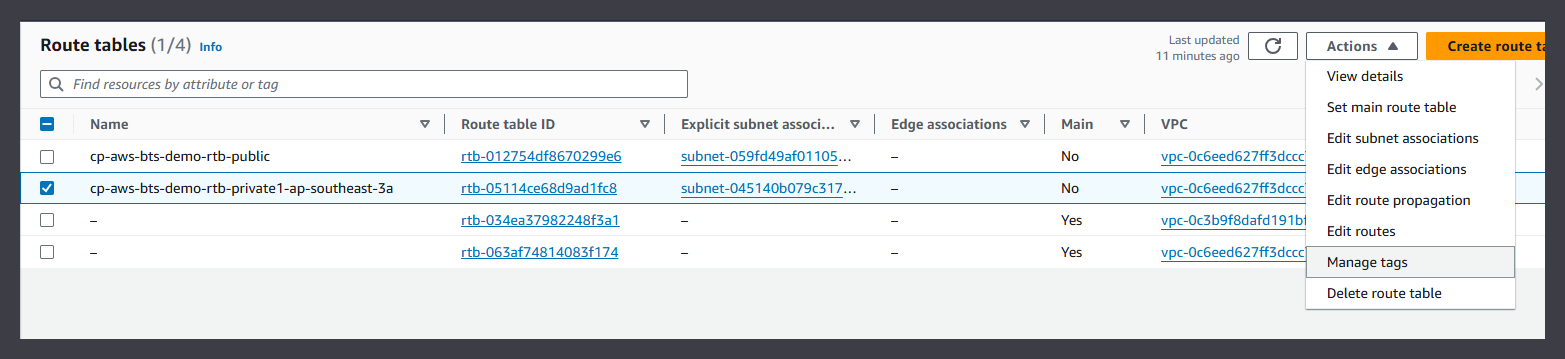 Route tables (1/4) Info
Last updated
11 minutes ago
Actions
Create route ta
Find resources by attribute or tag
View details
Set main route table
Edit subnet associations
Edit edge associations
Edit route propagation
Edit routes
Manage tags
Delete route table
Name Route table ID Explicit subnet associ... Edge associations Main VPC
cp-aws-bts-demo-rtb-public rtb-012754df8670299e6 subnet-059fd49af01105... – No vpc-0c6eed627ff3dccc
cp-aws-bts-demo-rtb-private1-ap-southeast-3a rtb-05114ce68d9ad1fc8 subnet-045140b079c317... – No vpc-0c6eed627ff3dccc
– rtb-034ea37982248f3a1 – – Yes vpc-0c3b9f8dafd191bf
– rtb-063af74814083f174 – – Yes vpc-0c6eed627ff3dccc